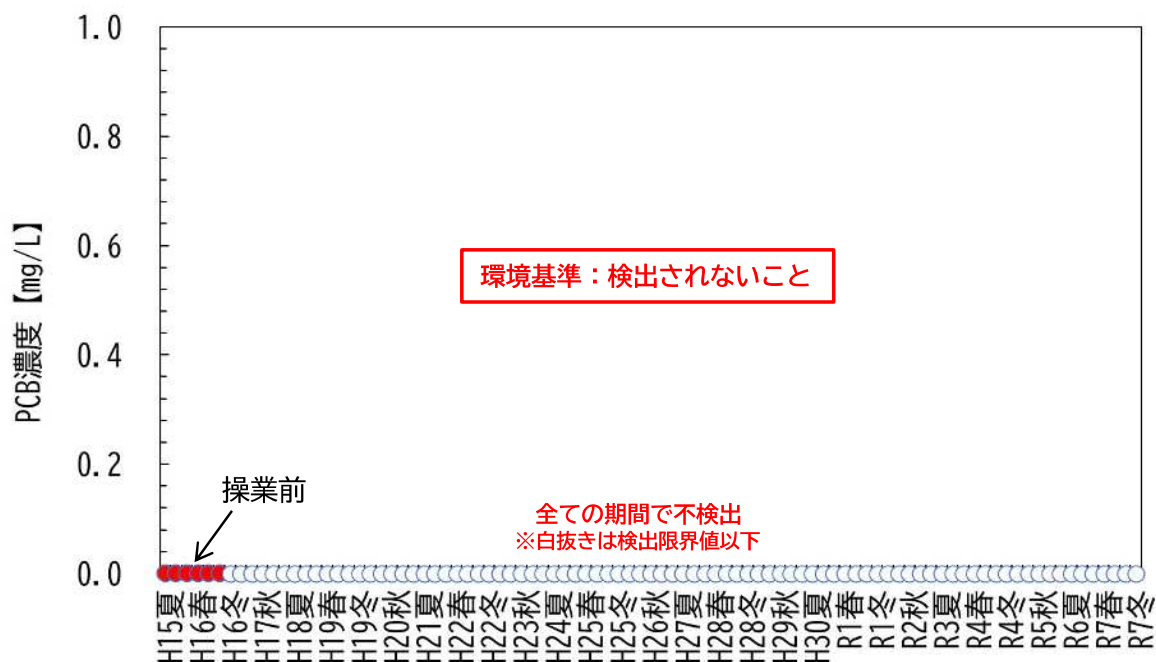 1.0
0.8
0.6
0.4
0.2
0.0
PCB濃度【mg/L】
環境基準：検出されないこと
操業前
全ての期間で不検出
※白抜きは検出限界値以下
H15夏
H16春
H16冬
H17秋
H18夏
H19春
H19冬
H20秋
H21夏
H22春
H22冬
H23秋
H24夏
H25春
H25冬
H26秋
H27夏
H28春
H28冬
H29秋
H30夏
R1春
R1冬
R2秋
R3夏
R4春
R4冬
R5秋
R6夏
R7春
R7冬